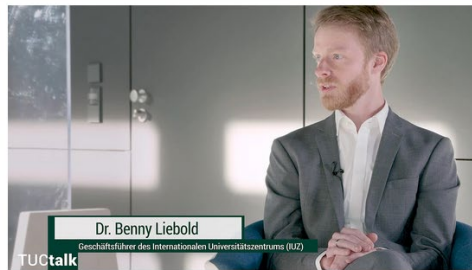 Dr. Benny Liebold
Geschäftsführer des Internationalen Universitätszentrums (IUZ)
TUCtalk